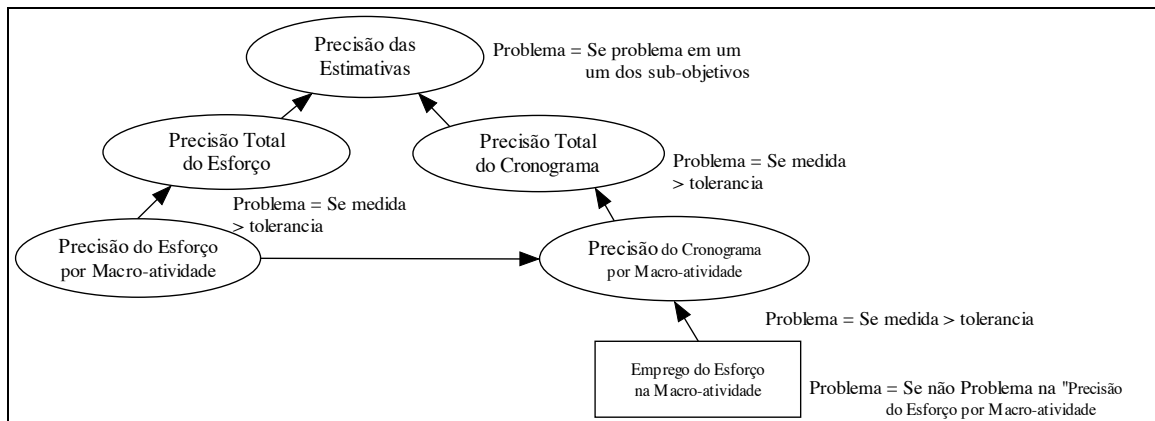 Precisão das
Estimativas
Problema = Se problema em um
um dos sub-objetivos
Precisão Total
do Esforço
Precisão Total
do Cronograma
Problema = Se medida
> tolerancia
Problema = Se medida
> tolerancia
Precisão do Esforço
por Macro-atividade
Precisão do Cronograma
por Macro-atividade
Problema = Se medida > tolerancia
Emprego do Esforço
na Macro-atividade
Problema = Se não Problema na "Precisão
do Esforço por Macro-atividade